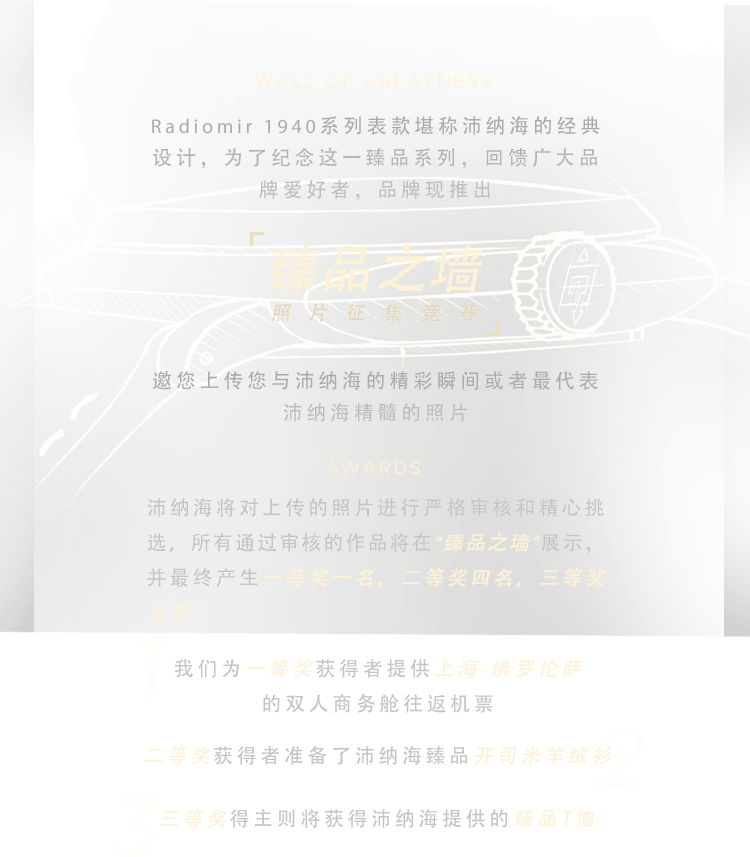 WALL OF GREATNESS
Radiomir 1940系列表款堪称沛纳海的经典
设计，为了纪念这一臻品系列，回馈广大品
牌爱好者，品牌现推出
「臻品之墙
照片征集竞赛」
邀您上传您与沛纳海的精彩瞬间或者最代表
沛纳海精髓的照片
AWARDS
沛纳海将对上传的照片进行严格审核和精心挑
选，所有通过审核的作品将在“臻品之墙”展示，
并最终产生一等奖一名，二等奖四名，三等奖
1
我们为一等奖获得者提供上海-佛罗伦萨
的双人商务舱往返机票
二等奖获得者准备了沛纳海臻品开司米羊绒衫
2
3
三等奖得主则将获得沛纳海提供的臻品T恤